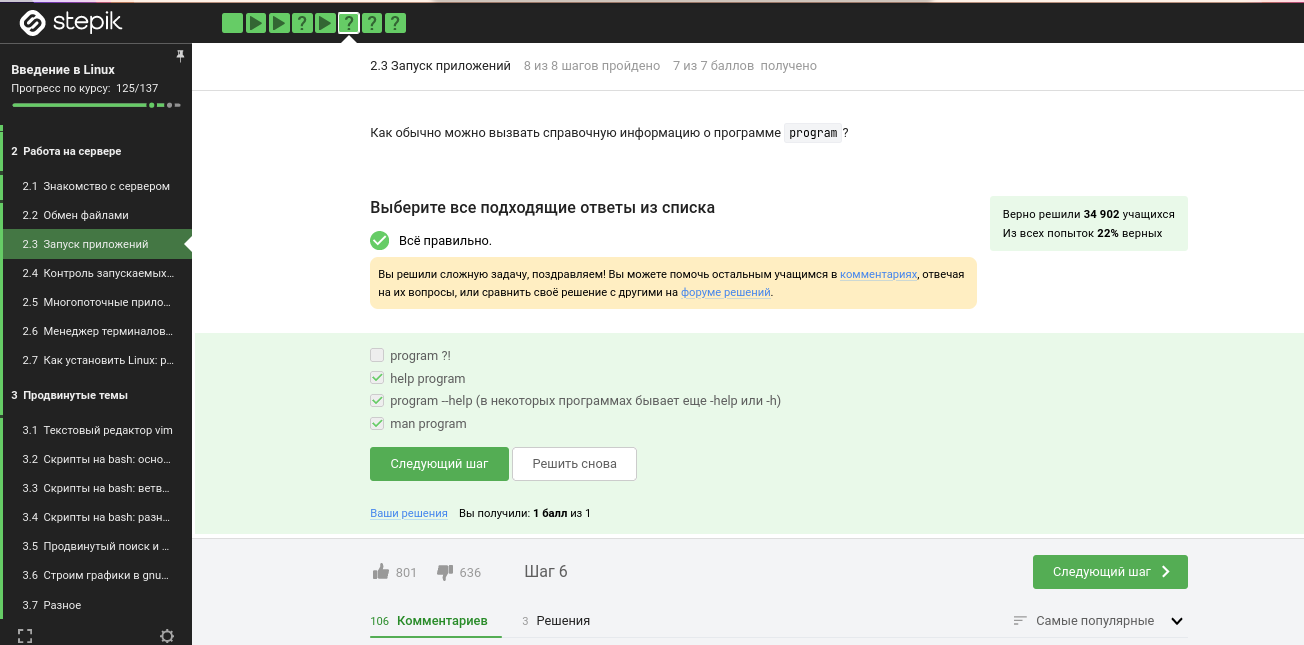 stepik
? ? ? ?
2.3 Запуск приложений 8 из 8 шагов пройдено 7 из 7 баллов получено
Введение в Linux
Прогресс по курсу: 125/137
2 Работа на сервере
2.1 Знакомство с сервером
2.2 Обмен файлами
2.3 Запуск приложений
2.4 Контроль запускаемых...
2.5 Многопоточные прило...
2.6 Менеджер терминалов...
2.7 Как установить Linux: р...
3 Продвинутые темы
3.1 Текстовый редактор vim
3.2 Скрипты на bash: осно...
3.3 Скрипты на bash: ветв...
3.4 Скрипты на bash: разн...
3.5 Продвинутый поиск и ...
3.6 Строим графики в gnu...
3.7 Разное
Как обычно можно вызвать справочную информацию о программе program ?
Выберите все подходящие ответы из списка
Всё правильно.
Вы решили сложную задачу, поздравляем! Вы можете помочь остальным учащимся в комментариях, отвечая
на их вопросы, или сравнить своё решение с другими на форуме решений.
Верно решили 34 902 учащихся
Из всех попыток 22% верных
program ?!
help program
program --help (в некоторых программах бывает еще -help или -h)
man program
Следующий шаг Решить снова
Ваши решения Вы получили: 1 балл из 1
801 636 Шаг 6 Следующий шаг
106 Комментариев 3 Решения Самые популярные